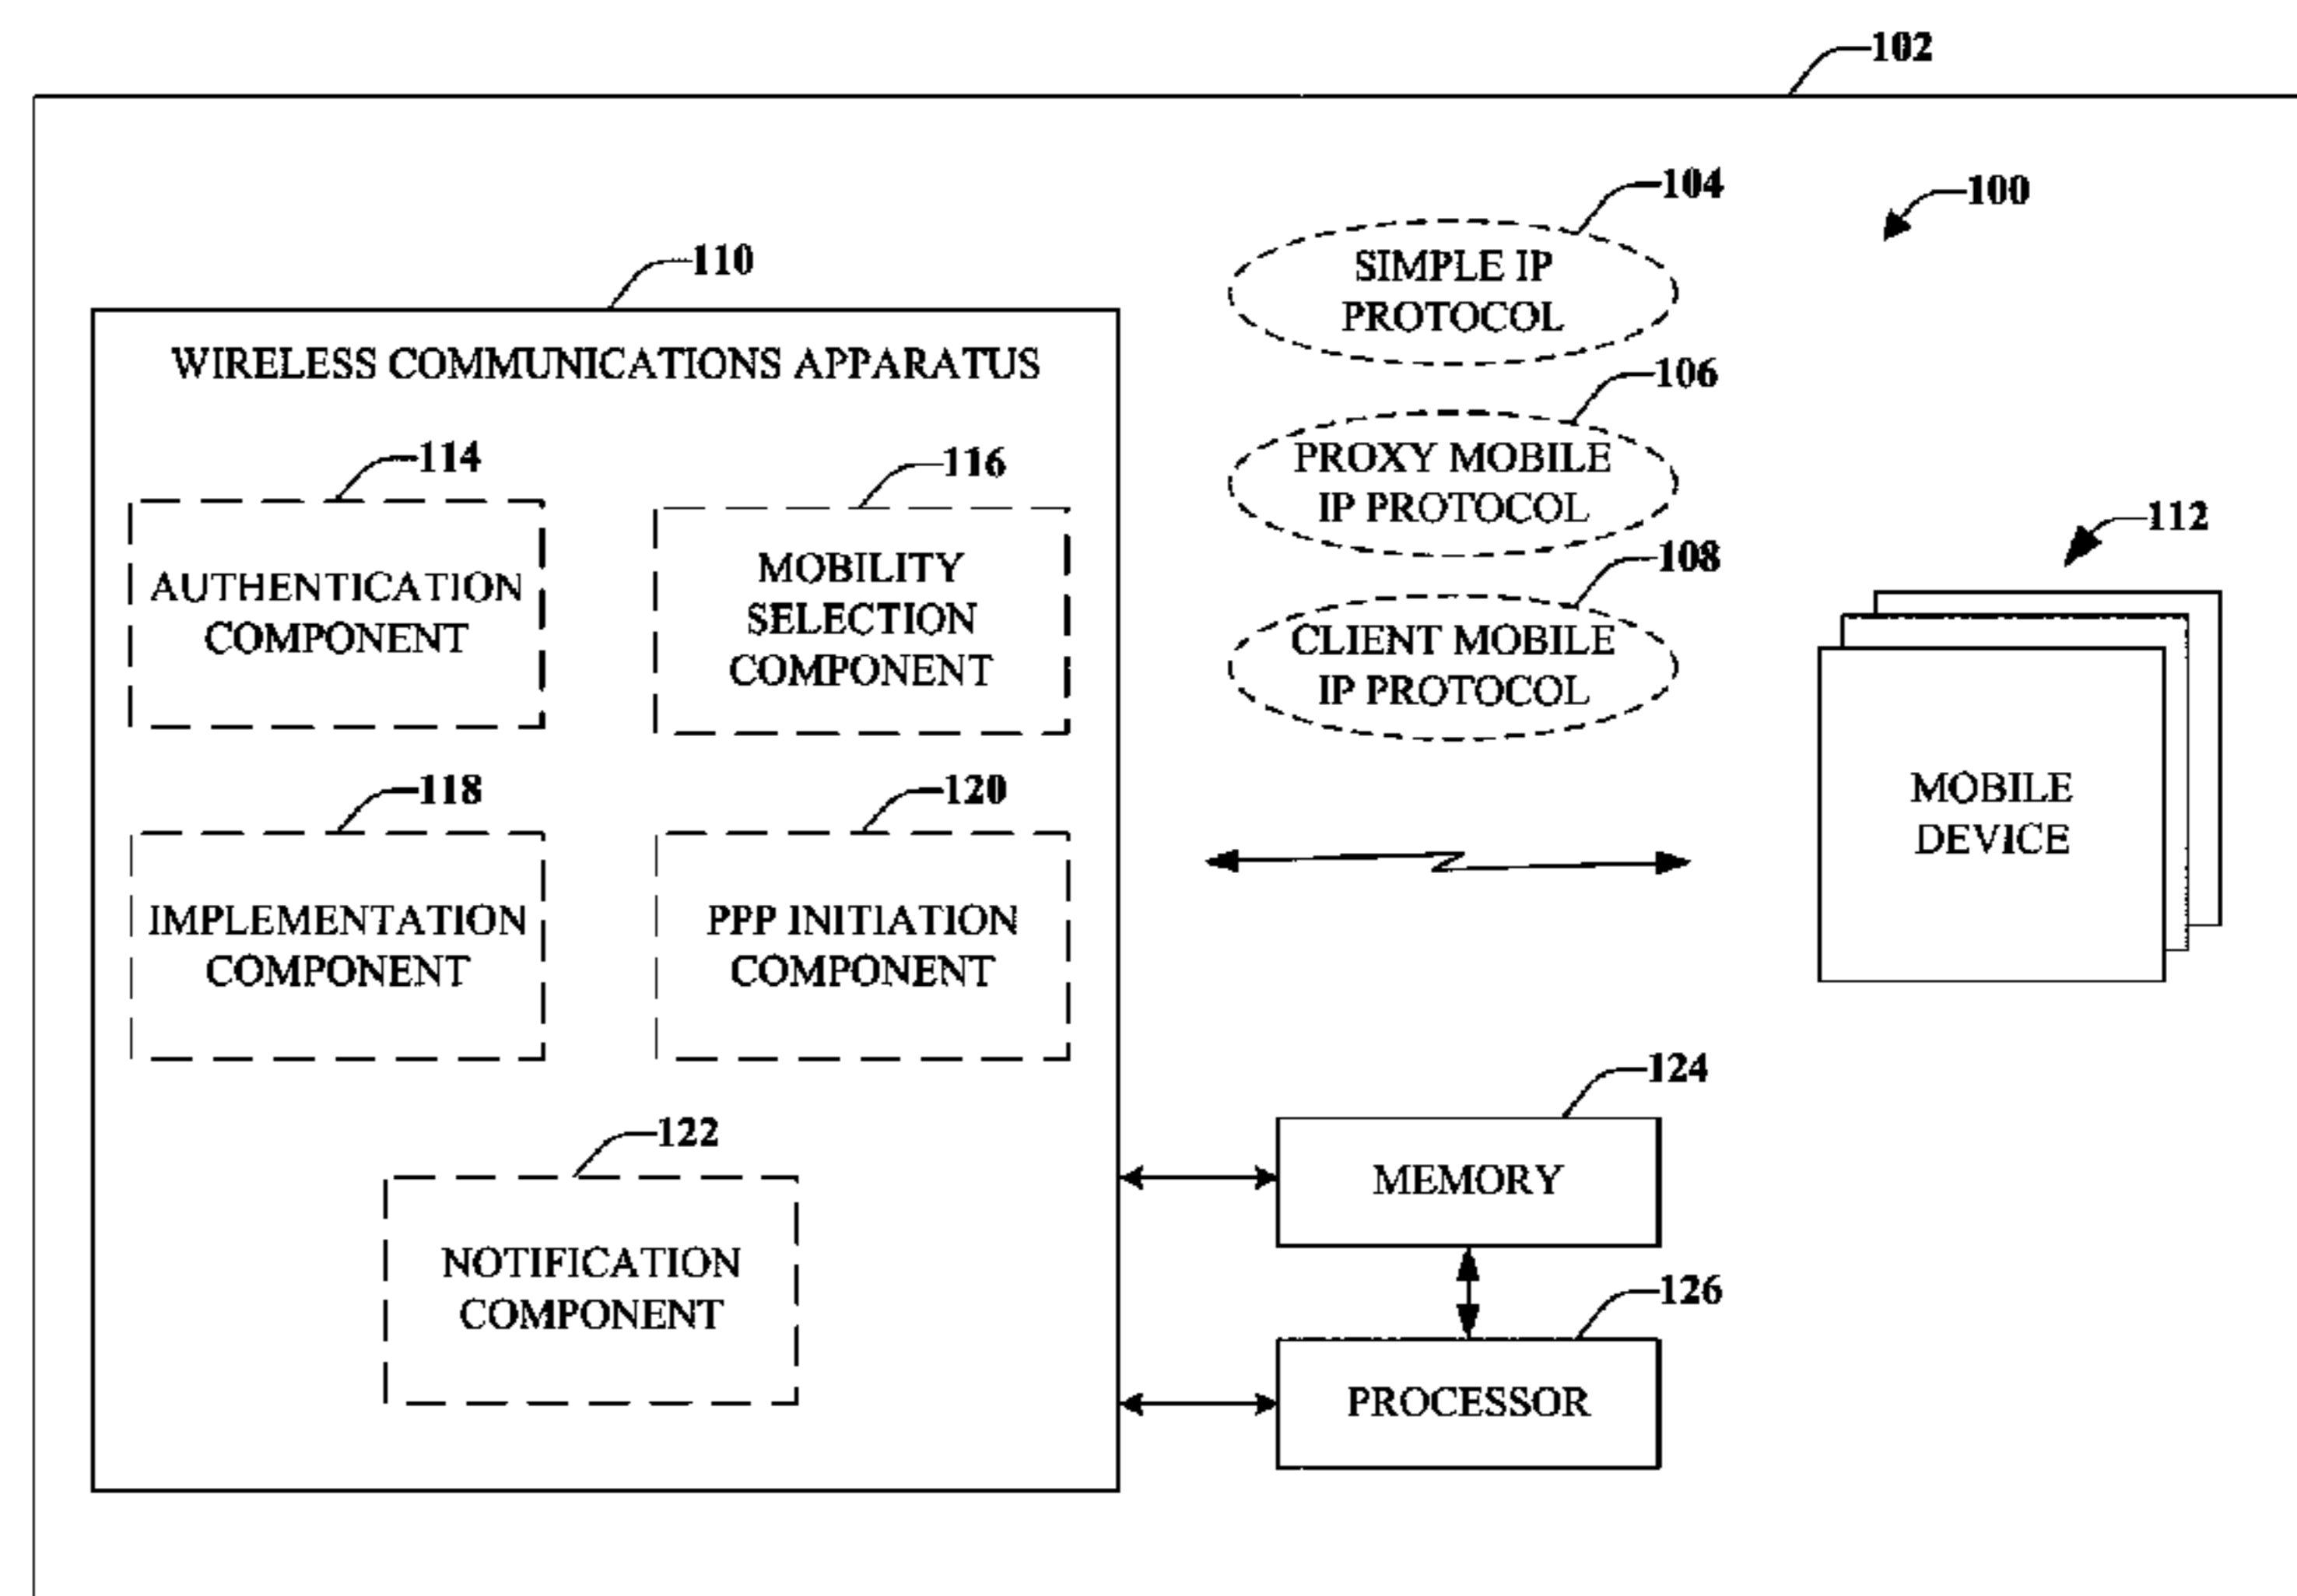 102
104
100
SIMPLE IP
PROTOCOL
110
WIRELESS COMMUNICATIONS APPARATUS
106
PROXY MOBILE
IP PROTOCOL
114
116
112
108
AUTHENTICATION
COMPONENT
MOBILITY
SELECTION
COMPONENT
CLIENT MOBILE
IP PROTOCOL
118
120
MOBILE
DEVICE
IMPLEMENTATION
COMPONENT
PPP INITIATION
COMPONENT
124
122
MEMORY
NOTIFICATION
COMPONENT
126
PROCESSOR